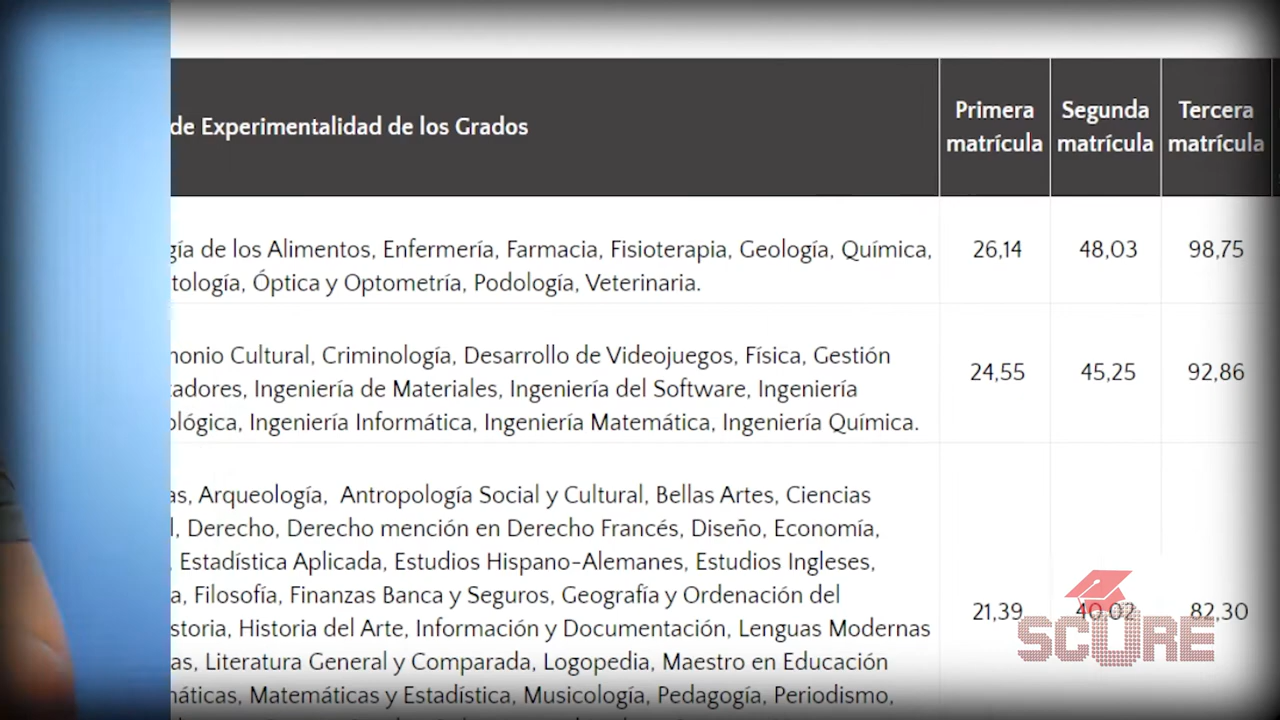 de Experimentalidad de los Grados
Primera matrícula
Segunda matrícula
Tercera matrícula
gía de los Alimentos, Enfermería, Farmacia, Fisioterapia, Geología, Química,
tología, Óptica y Optometría, Podología, Veterinaria.
26,14 48,03 98,75
monio Cultural, Criminología, Desarrollo de Videojuegos, Física, Gestión
tadores, Ingeniería de Materiales, Ingeniería del Software, Ingeniería
ológica, Ingeniería Informática, Ingeniería Matemática, Ingeniería Química.
24,55 45,25 92,86
as, Arqueología, Antropología Social y Cultural, Bellas Artes, Ciencias
l, Derecho, Derecho mención en Derecho Francés, Diseño, Economía,
, Estadística Aplicada, Estudios Hispano-Alemanes, Estudios Ingleses,
a, Filosofía, Finanzas Banca y Seguros, Geografía y Ordenación del
storia, Historia del Arte, Información y Documentación, Lenguas Modernas
as, Literatura General y Comparada, Logopedia, Maestro en Educación
máticas, Matemáticas y Estadística, Musicología, Pedagogía, Periodismo,
21,39 40,02 82,30
SCORE